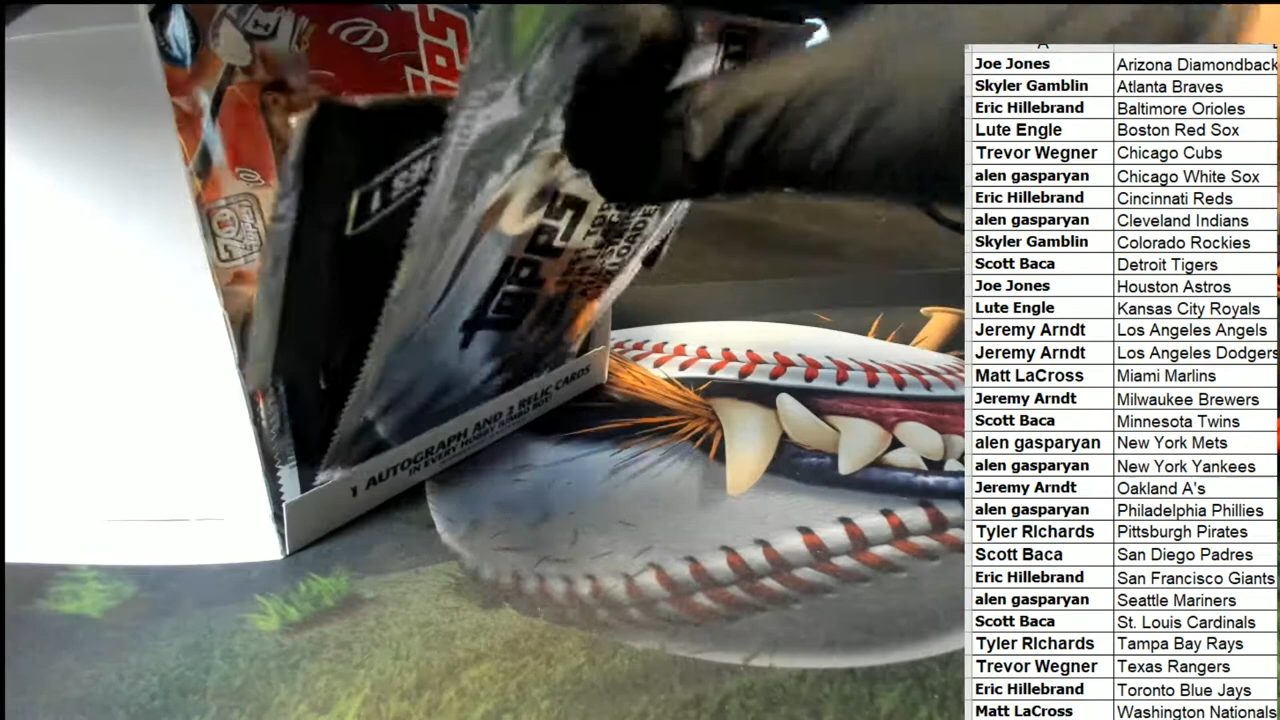 TOPPS
1 AUTOGRAPH AND 2 RELIC CARDS
IN EVERY HOBBY JUMBO BOX!
Joe Jones Arizona Diamondback
Skyler Gamblin Atlanta Braves
Eric Hillebrand Baltimore Orioles
Lute Engle Boston Red Sox
Trevor Wegner Chicago Cubs
alen gasparyan Chicago White Sox
Eric Hillebrand Cincinnati Reds
alen gasparyan Cleveland Indians
Skyler Gamblin Colorado Rockies
Scott Baca Detroit Tigers
Joe Jones Houston Astros
Lute Engle Kansas City Royals
Jeremy Arndt Los Angeles Angels
Jeremy Arndt Los Angeles Dodgers
Matt LaCross Miami Marlins
Jeremy Arndt Milwaukee Brewers
Scott Baca Minnesota Twins
alen gasparyan New York Mets
alen gasparyan New York Yankees
Jeremy Arndt Oakland A's
alen gasparyan Philadelphia Phillies
Tyler Richards Pittsburgh Pirates
Scott Baca San Diego Padres
Eric Hillebrand San Francisco Giants
alen gasparyan Seattle Mariners
Scott Baca St. Louis Cardinals
Tyler Richards Tampa Bay Rays
Trevor Wegner Texas Rangers
Eric Hillebrand Toronto Blue Jays
Matt LaCross Washington Nationals